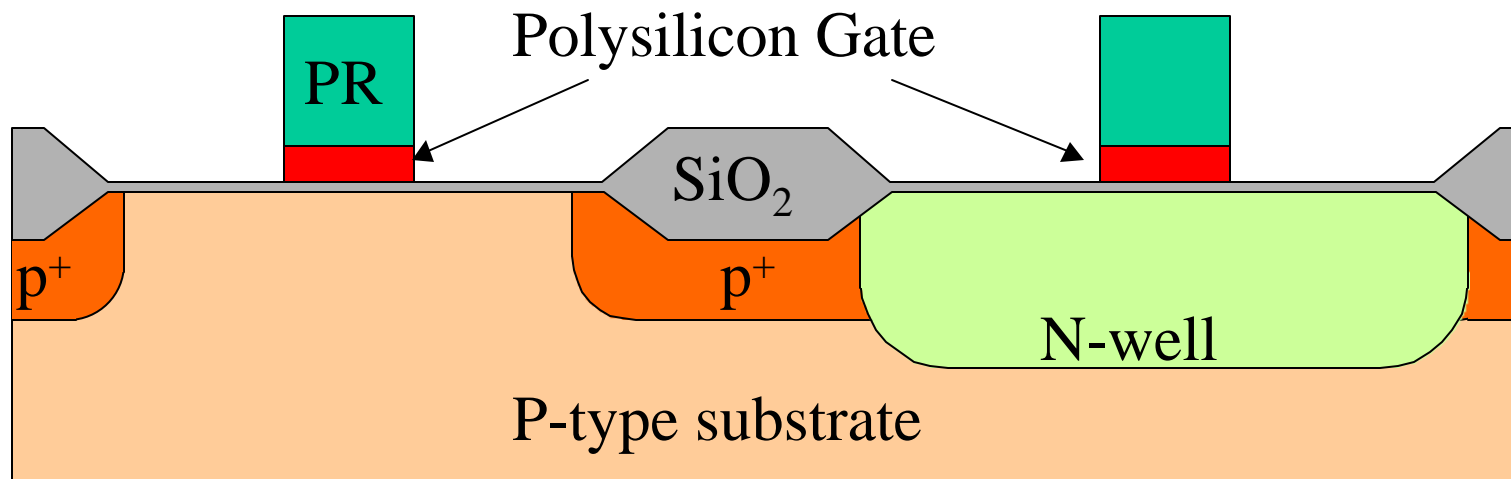 Polysilicon Gate
PR
SiO₂
p⁺
p⁺
N-well
P-type substrate